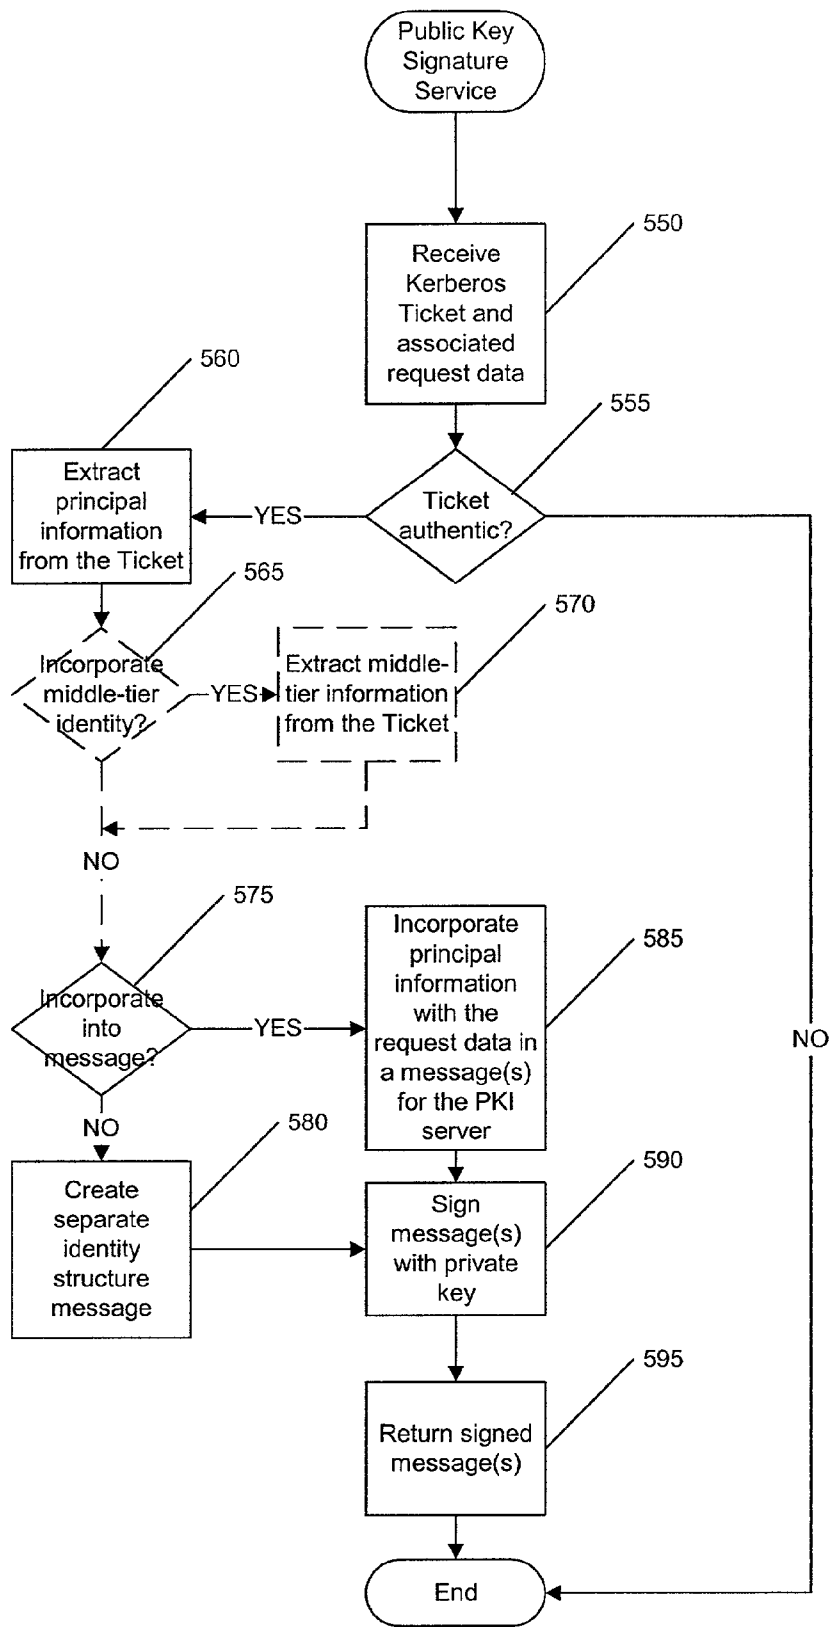 Public Key
Signature
Service
550
Receive
Kerberos
Ticket and
associated
request data
560
555
Extract
principal
information
from the Ticket
YES
Ticket
authentic?
565
570
Incorporate
middle-tier
identity?
YES
Extract middle-
tier information
from the Ticket
NO
575
Incorporate
into
message?
YES
Incorporate
principal
information
with the
request data in
a message(s)
for the PKI
server
585
NO
NO
580
590
Create
separate
identity
structure
message
Sign
message(s)
with private
key
595
Return signed
message(s)
End